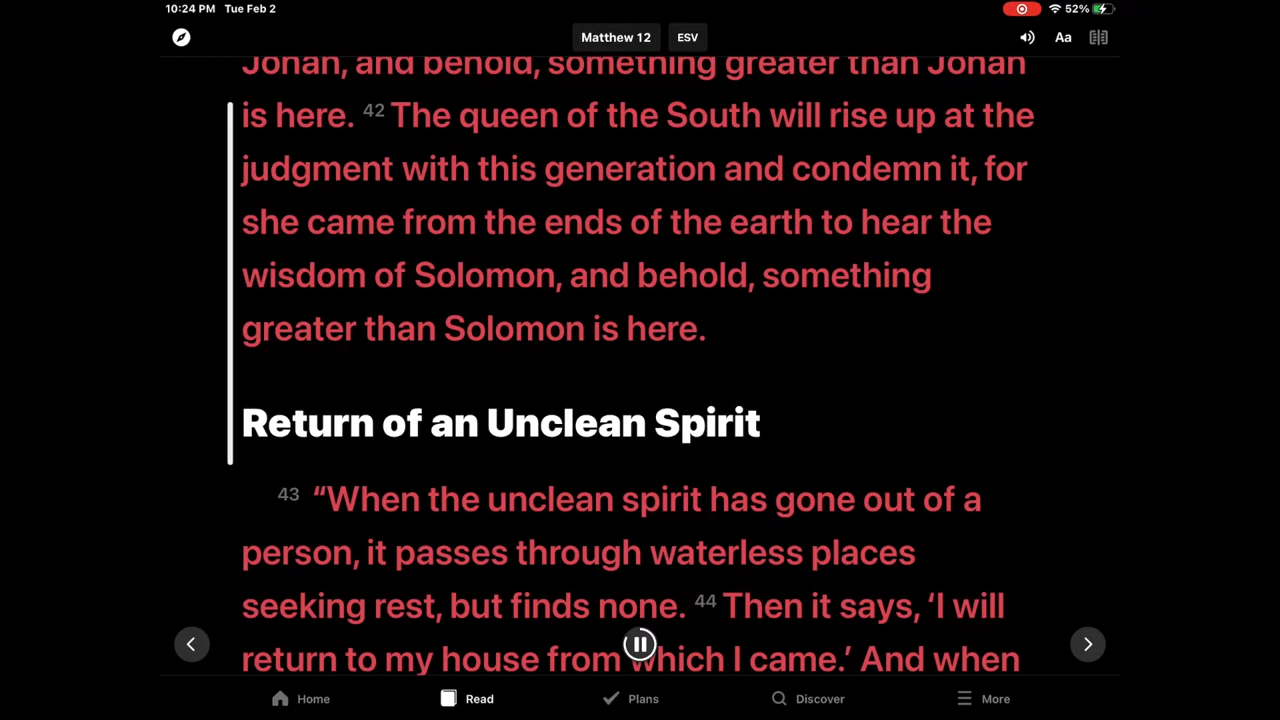 10:24 PM Tue Feb 2
52%
Matthew 12 ESV
Aa
Jonah, and behold, something greater than Jonah
is here. 42 The queen of the South will rise up at the
judgment with this generation and condemn it, for
she came from the ends of the earth to hear the
wisdom of Solomon, and behold, something
greater than Solomon is here.
Return of an Unclean Spirit
43 “When the unclean spirit has gone out of a
person, it passes through waterless places
seeking rest, but finds none. 44 Then it says, ‘I will
return to my house from which I came.’ And when
Home Read Plans Discover More